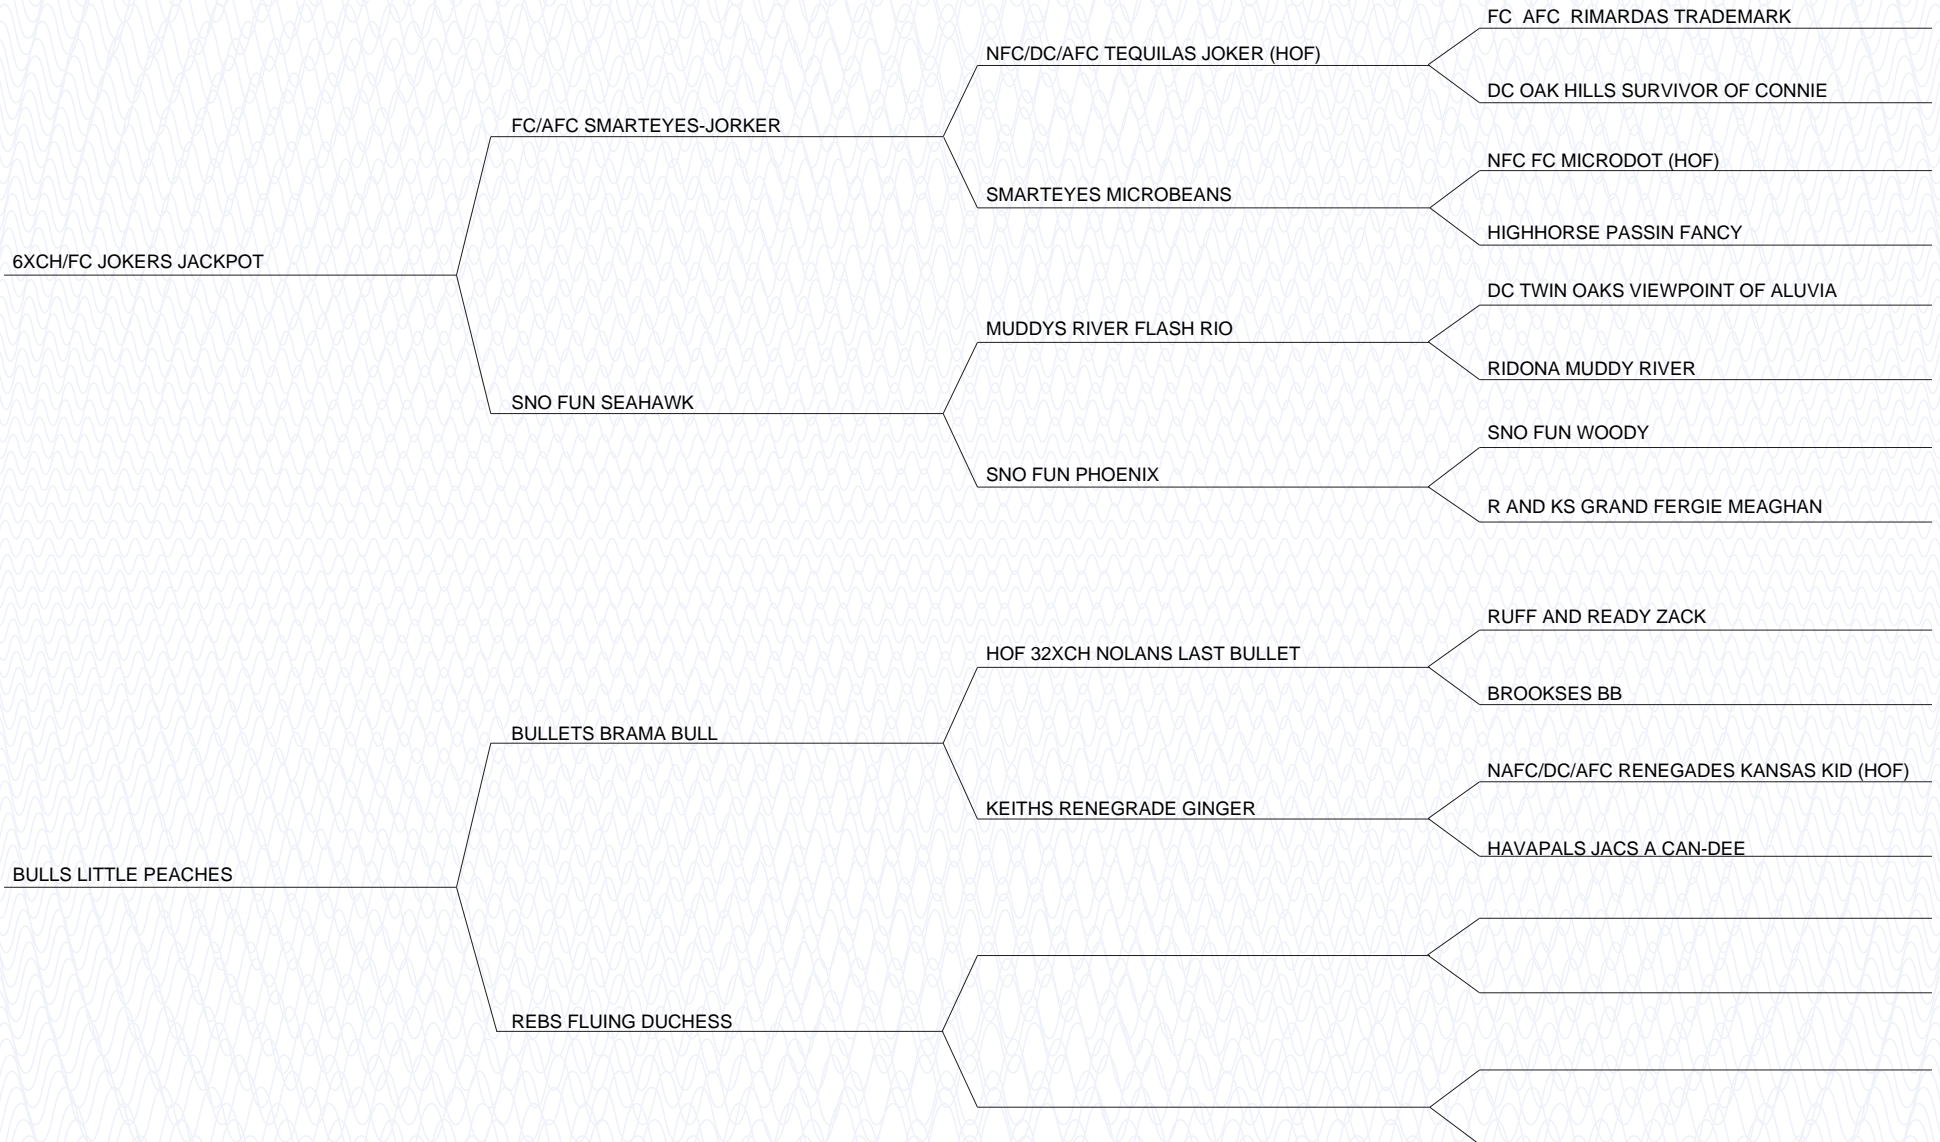 FC  AFC  RIMARDAS TRADEMARK
NFC/DC/AFC TEQUILAS JOKER (HOF)
DC OAK HILLS SURVIVOR OF CONNIE
FC/AFC SMARTEYES-JORKER
NFC FC MICRODOT (HOF)
SMARTEYES MICROBEANS
HIGHHORSE PASSIN FANCY
6XCH/FC JOKERS JACKPOT
DC TWIN OAKS VIEWPOINT OF ALUVIA
MUDDYS RIVER FLASH RIO
RIDONA MUDDY RIVER
SNO FUN SEAHAWK
SNO FUN WOODY
SNO FUN PHOENIX
R AND KS GRAND FERGIE MEAGHAN
RUFF AND READY ZACK
HOF 32XCH NOLANS LAST BULLET
BROOKSES BB
BULLETS BRAMA BULL
NAFC/DC/AFC RENEGADES KANSAS KID (HOF)
KEITHS RENEGRADE GINGER
HAVAPALS JACS A CAN-DEE
BULLS LITTLE PEACHES
REBS FLUING DUCHESS